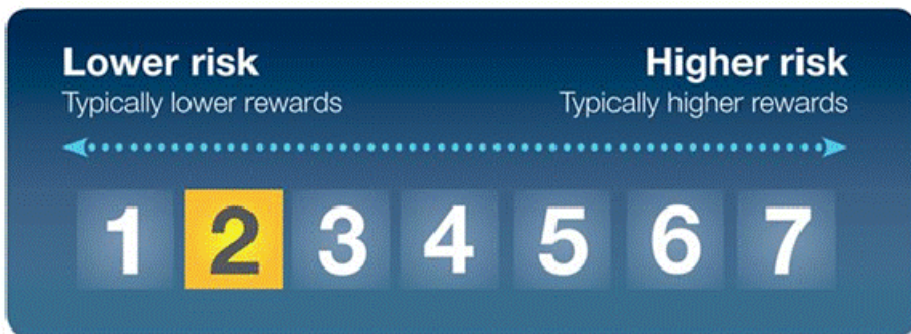 Lower risk Higher risk
Typically lower rewards Typically higher rewards
1 2 3 4 5 6 7